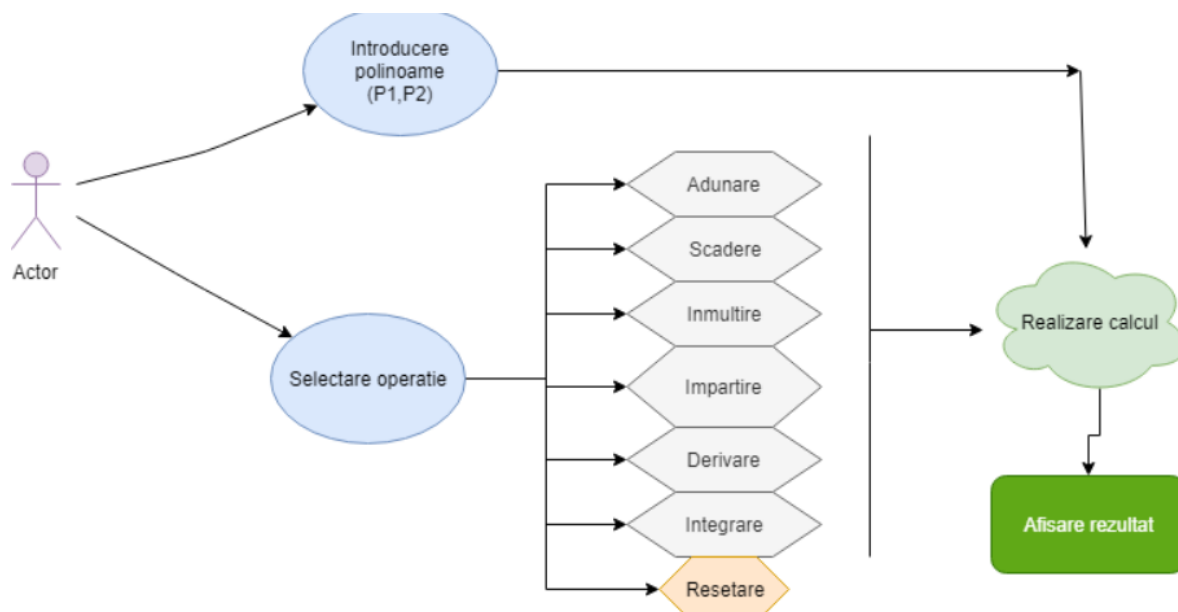 Introducere
polinoame
(P1,P2)
Actor
Selectare operatie
Adunare
Scadere
Inmultire
Impartire
Derivare
Integrare
Resetare
Realizare calcul
Afisare rezultat